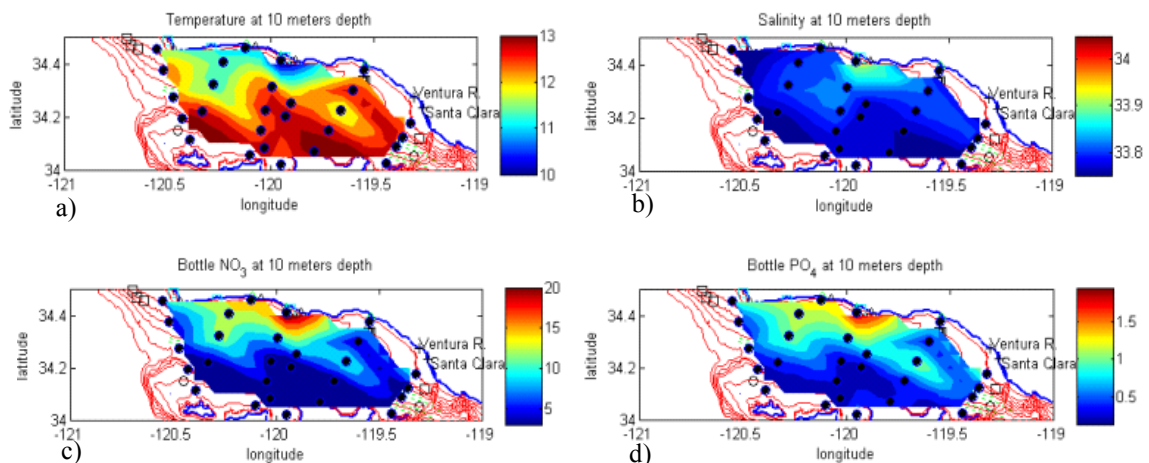 Temperature at 10 meters depth
34.4
34.2
34
latitude
-121
-120.5
-120
-119.5
-119
longitude
Ventura R.
Santa Clara
13
12
11
10
a)
Salinity at 10 meters depth
34.4
34.2
34
latitude
-121
-120.5
-120
-119.5
-119
longitude
Ventura R.
Santa Clara
34
33.9
33.8
b)
Bottle NO3 at 10 meters depth
34.4
34.2
34
latitude
-121
-120.5
-120
-119.5
-119
longitude
Ventura R.
Santa Clara
20
15
10
5
c)
Bottle PO4 at 10 meters depth
34.4
34.2
34
latitude
-121
-120.5
-120
-119.5
-119
longitude
Ventura R.
Santa Clara
1.5
1
0.5
d)